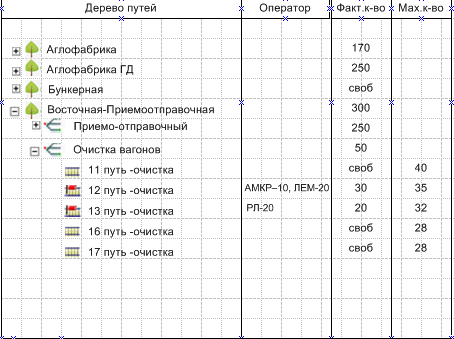 Дерево путей Оператор Факт.к-во Мах.к-во
Аглофабрика 170
Аглофабрика ГД 250
Бункерная своб
Восточная-Приемоотправочная 300
Приемо-отправочный 250
Очистка вагонов 50
11 путь -очистка своб 40
12 путь -очистка АМКР–10, ЛЕМ-20 30 35
13 путь -очистка РЛ-20 20 32
16 путь -очистка своб 28
17 путь -очистка своб 28